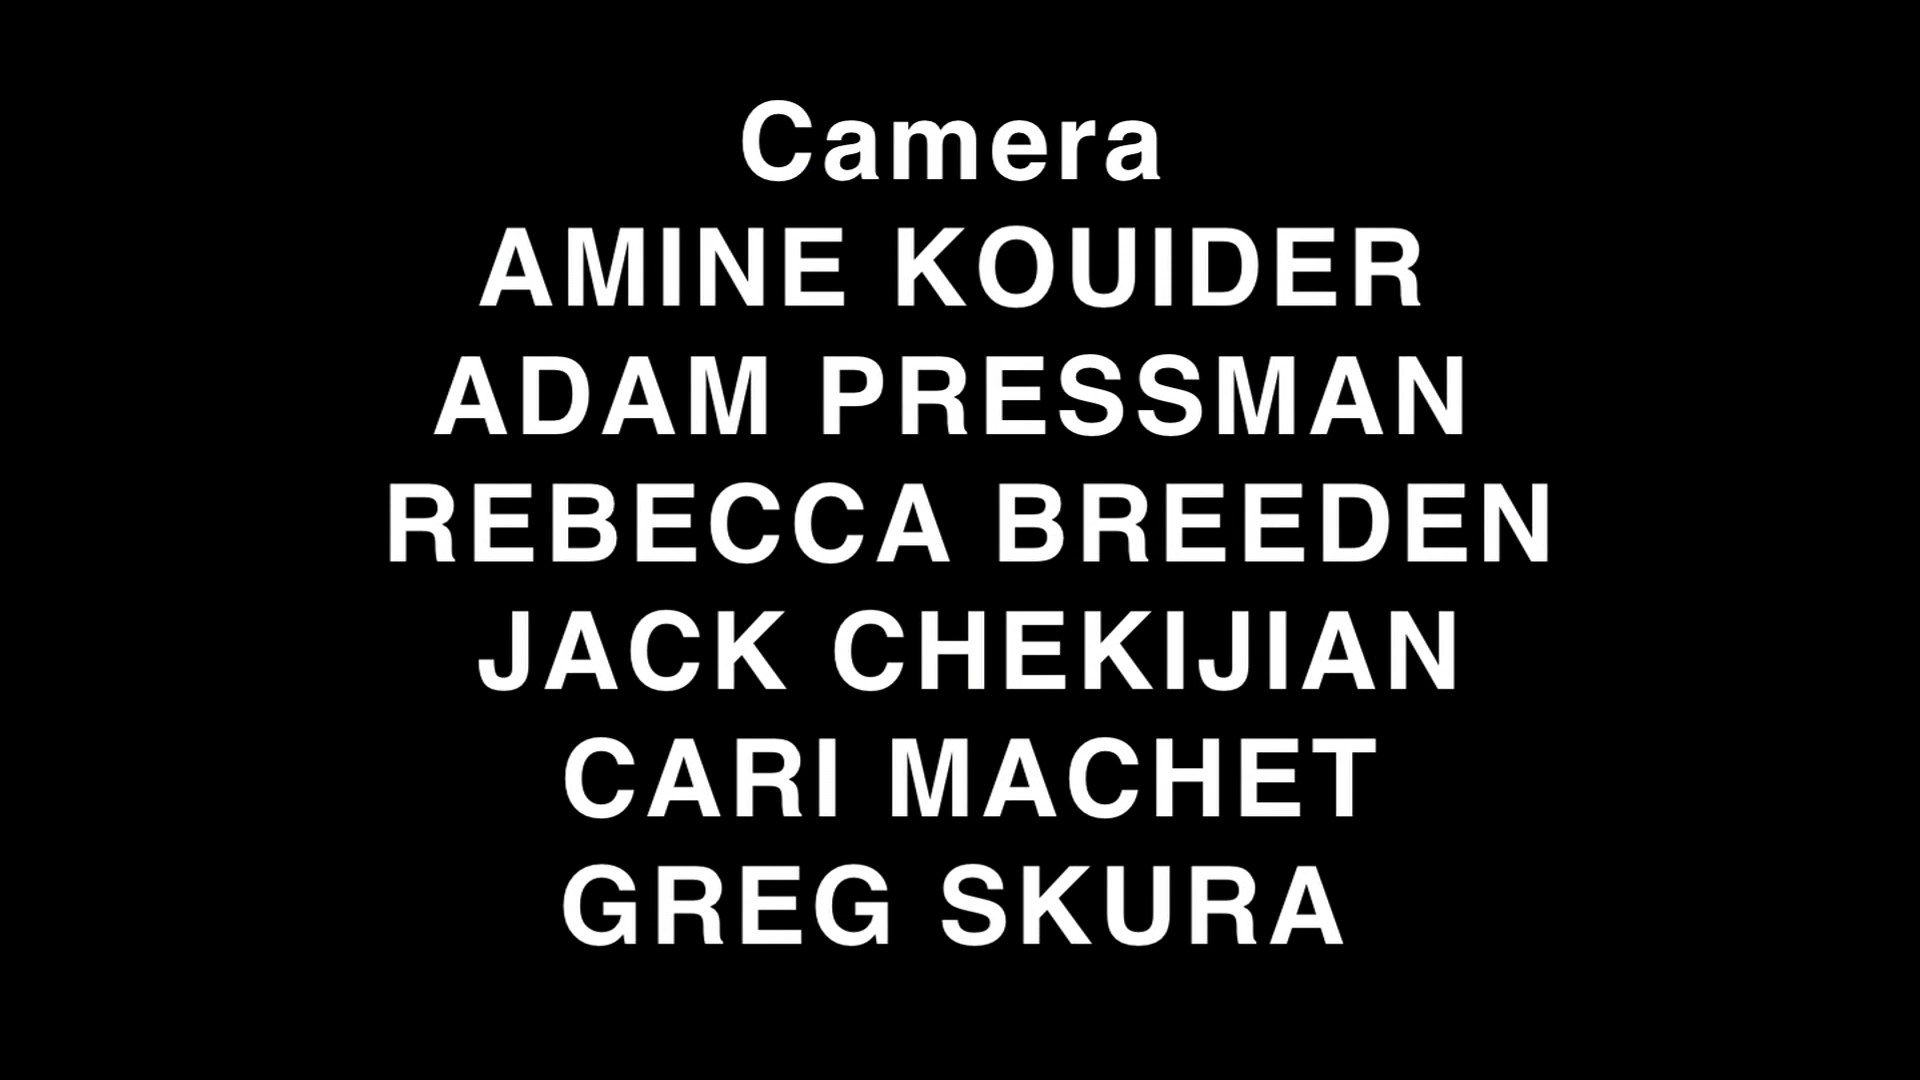 Camera
AMINE KOUIDER
ADAM PRESSMAN
REBECCA BREEDEN
JACK CHEKIJIAN
CARI MACHET
GREG SKURA